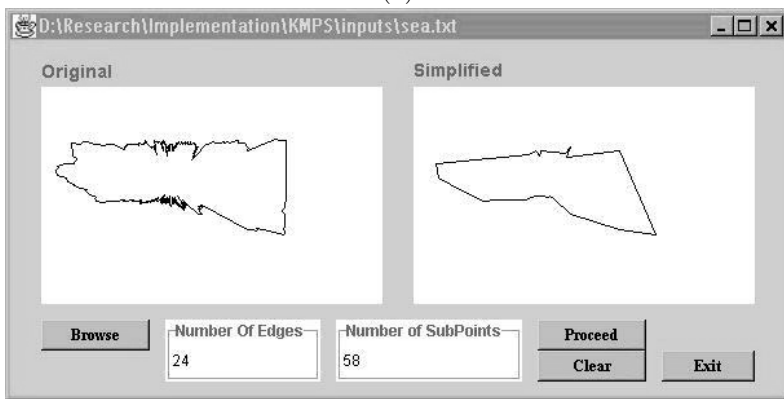 D:\Research\Implementation\KMPS\inputs\sea.txt
Original
Simplified
Browse
Number Of Edges
24
Number of SubPoints
58
Proceed
Clear
Exit